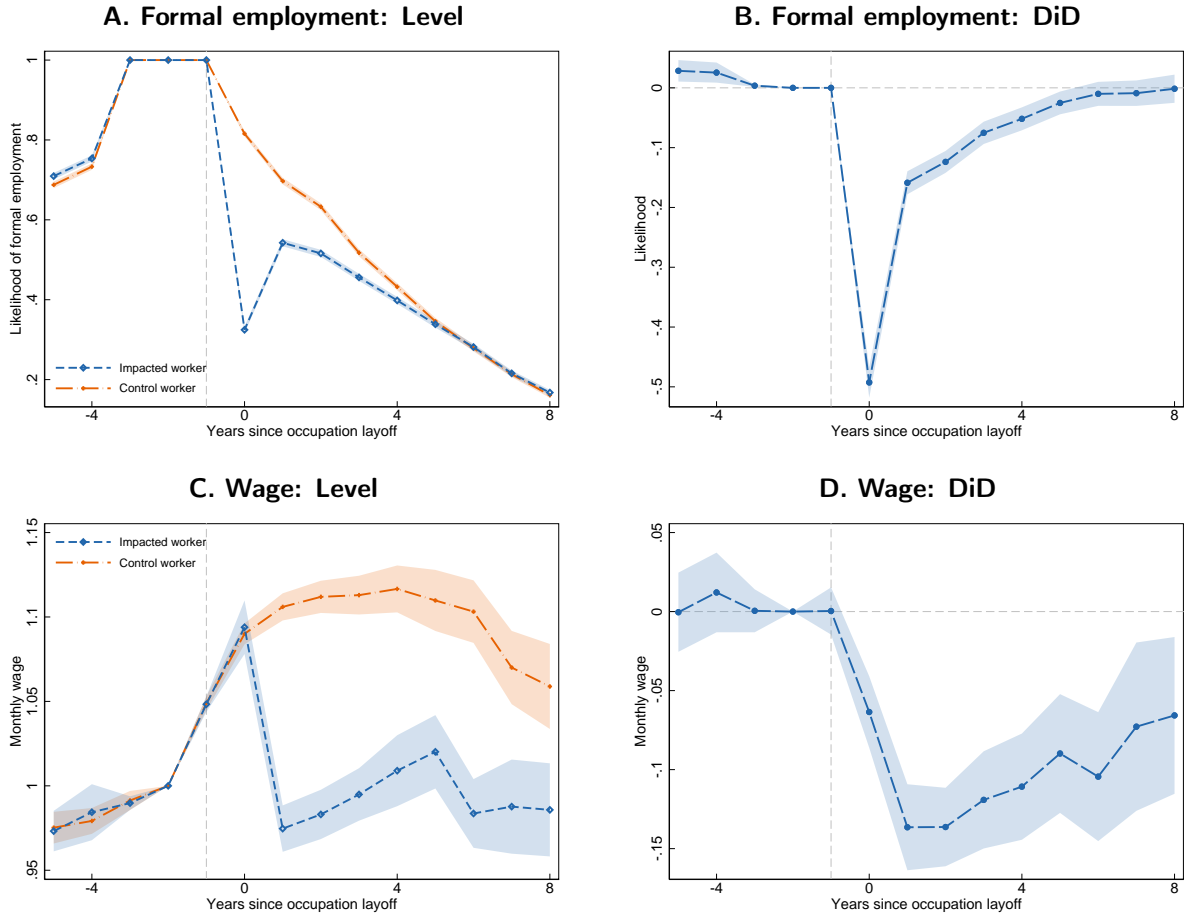 A. Formal employment: Level
Likelihood of formal employment
1
.8
.6
.4
.2
Impacted worker
Control worker
-4
0
4
8
Years since occupation layoff
B. Formal employment: DiD
Likelihood
0
-.1
-.2
-.3
-.4
-.5
-4
0
4
8
Years since occupation layoff
C. Wage: Level
Monthly wage
1.15
1.1
1.05
1
.95
Impacted worker
Control worker
-4
0
4
8
Years since occupation layoff
D. Wage: DiD
Monthly wage
.05
0
-.05
-.1
-.15
-4
0
4
8
Years since occupation layoff